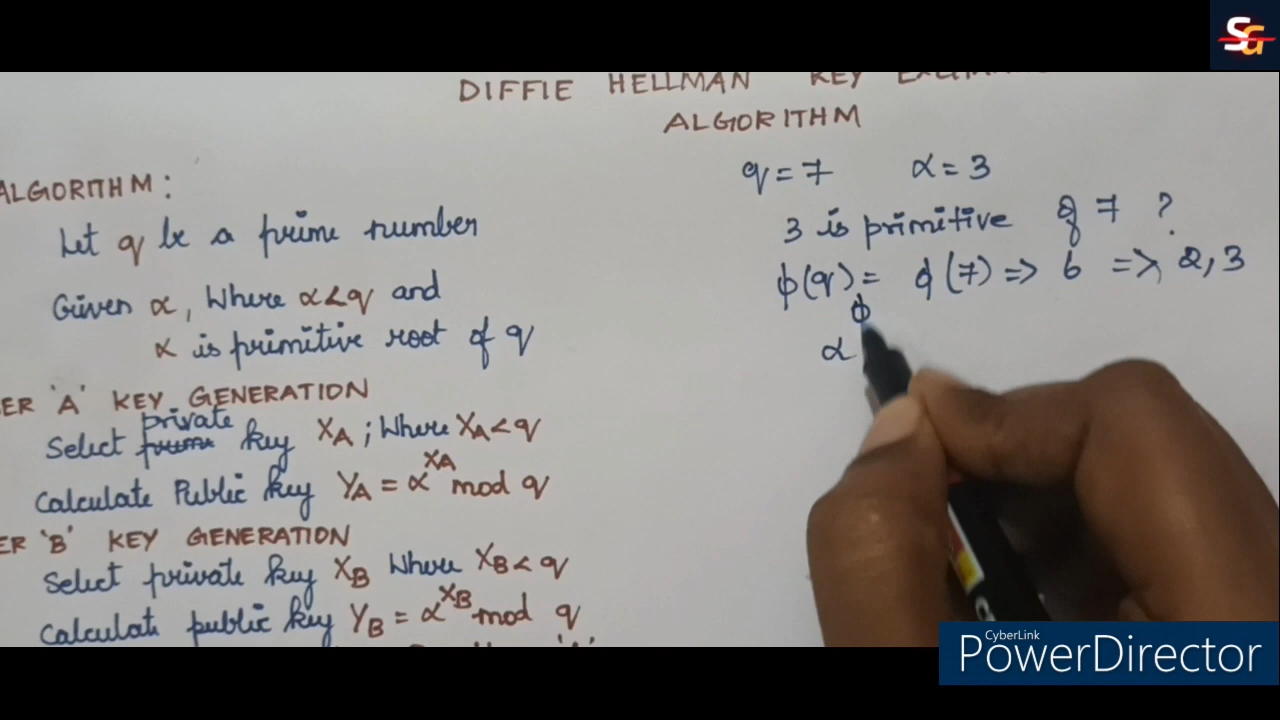 SG
DIFFIE HELLMAN KEY
ALGORITHM
ALGORITHM:
Let q be a prime number
Given α, Where α<q and
α is primitive root of q
ER 'A' KEY GENERATION
private
Select key XA ; Where XA<q
Calculate Public key YA = α^XA mod q
ER 'B' KEY GENERATION
Select private key XB Where XB<q
Calculate public key YB = α^XB mod q
q = 7 α = 3
3 is primitive of 7 ?
ϕ(q) = ϕ(7) => 6 => 2, 3
ϕ
α
CyberLink
PowerDirector